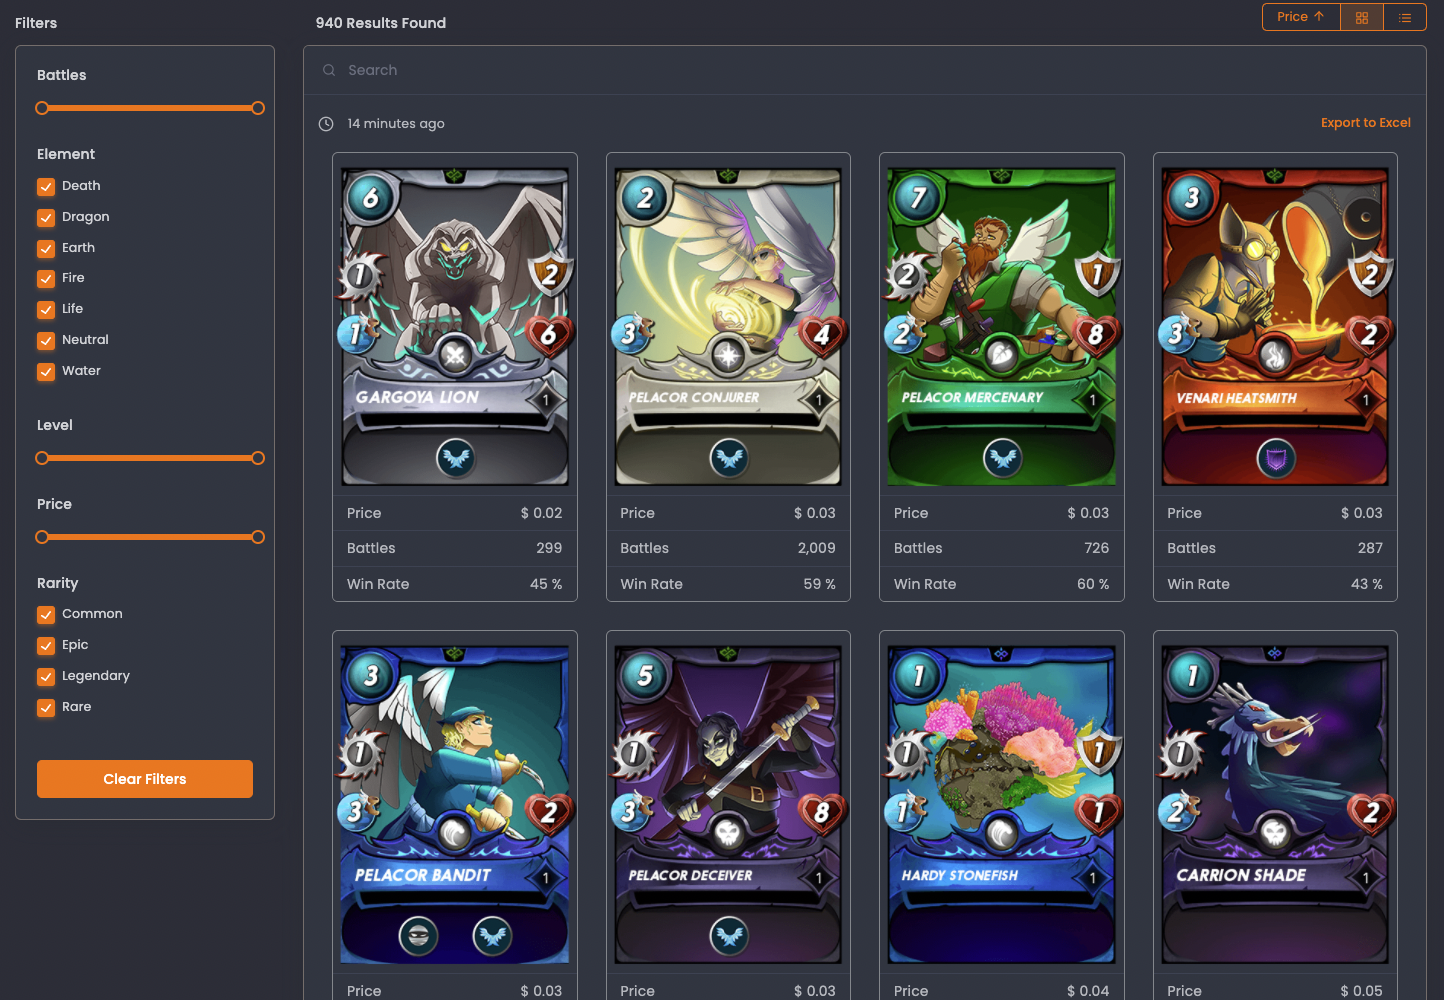 Filters
940 Results Found
Price ↑
Battles
Element
Death
Dragon
Earth
Fire
Life
Neutral
Water
Level
Price
Rarity
Common
Epic
Legendary
Rare
Clear Filters
Search
14 minutes ago
Export to Excel
6
1
2
1
6
GARGOYA LION
1
Price $ 0.02
Battles 299
Win Rate 45 %
2
3
4
PELACOR CONJURER
1
Price $ 0.03
Battles 2,009
Win Rate 59 %
7
2
1
2
8
PELACOR MERCENARY
1
Price $ 0.03
Battles 726
Win Rate 60 %
3
2
3
2
VENARI HEATSMITH
1
Price $ 0.03
Battles 287
Win Rate 43 %
3
1
3
2
PELACOR BANDIT
1
Price $ 0.03
5
1
3
8
PELACOR DECEIVER
1
Price $ 0.03
1
1
1
1
1
HARDY STONEFISH
1
Price $ 0.04
1
1
2
2
CARRION SHADE
1
Price $ 0.05